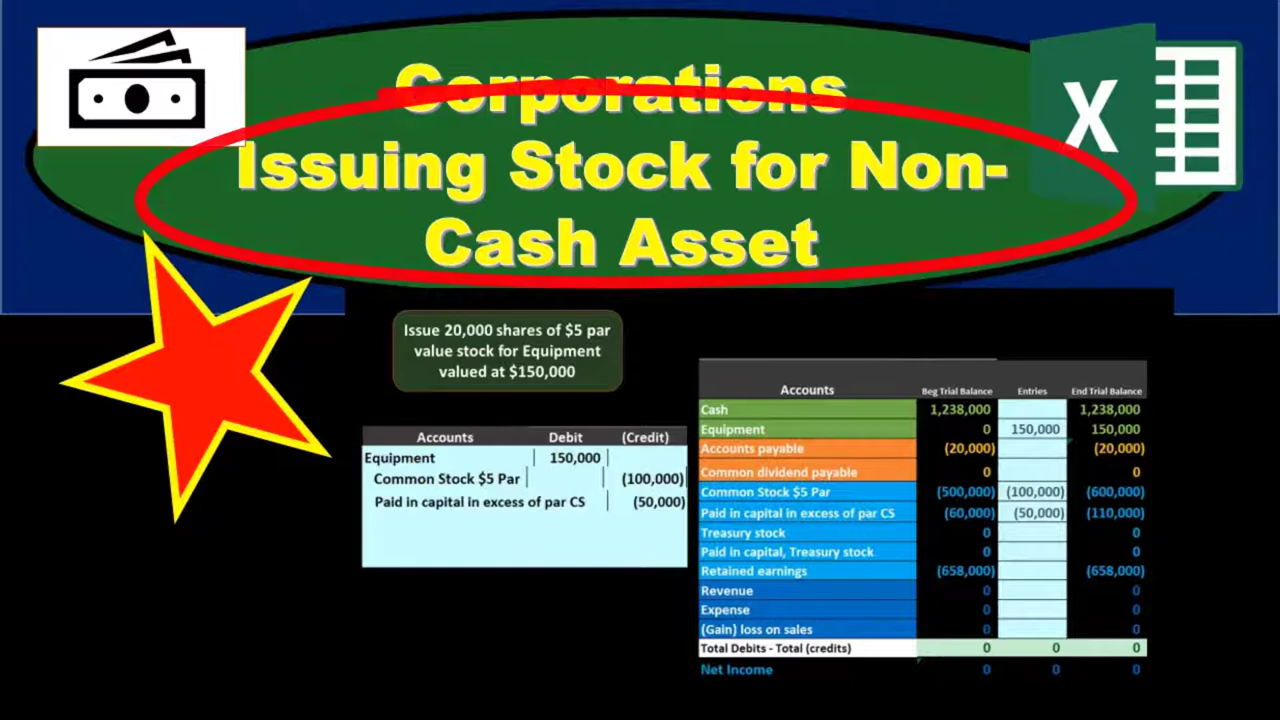 Corporations
Issuing Stock for Non-
Cash Asset
X
Issue 20,000 shares of $5 par
value stock for Equipment
valued at $150,000
Accounts Debit (Credit)
Equipment 150,000
Common Stock $5 Par (100,000)
Paid in capital in excess of par CS (50,000)
Accounts Beg Trial Balance Entries End Trial Balance
Cash 1,238,000 1,238,000
Equipment 0 150,000 150,000
Accounts payable (20,000) (20,000)
Common dividend payable 0 0
Common Stock $5 Par (500,000) (100,000) (600,000)
Paid in capital in excess of par CS (60,000) (50,000) (110,000)
Treasury stock 0 0
Paid in capital, Treasury stock 0 0
Retained earnings (658,000) (658,000)
Revenue 0 0
Expense 0 0
(Gain) loss on sales 0 0
Total Debits - Total (credits) 0 0 0
Net Income 0 0 0